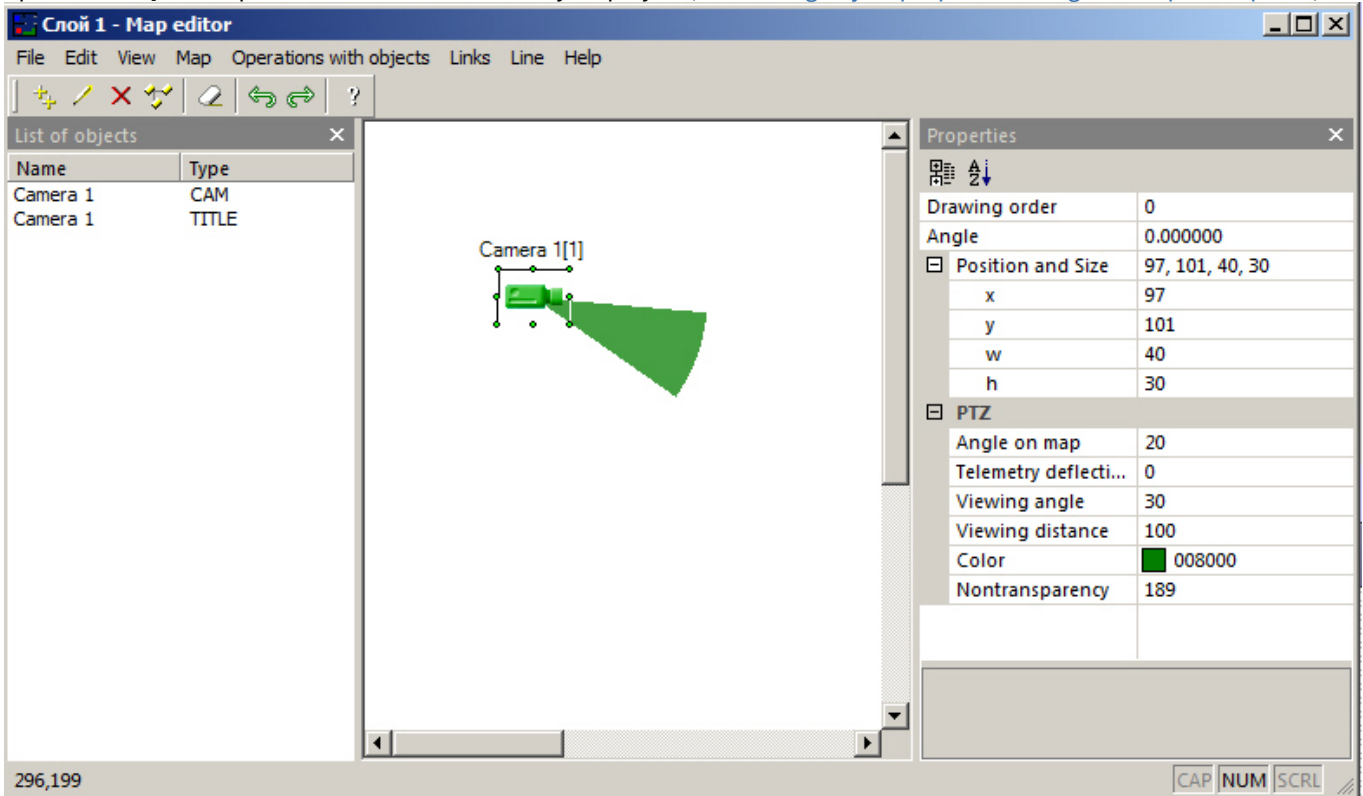 Слой 1 - Map editor
File Edit View Map Operations with objects Links Line Help
?
List of objects
Name Type
Camera 1 CAM
Camera 1 TITLE
Camera 1[1]
Properties
Drawing order 0
Angle 0.000000
Position and Size 97, 101, 40, 30
x 97
y 101
w 40
h 30
PTZ
Angle on map 20
Telemetry deflecti... 0
Viewing angle 30
Viewing distance 100
Color 008000
Nontransparency 189
296,199
CAP NUM SCRL